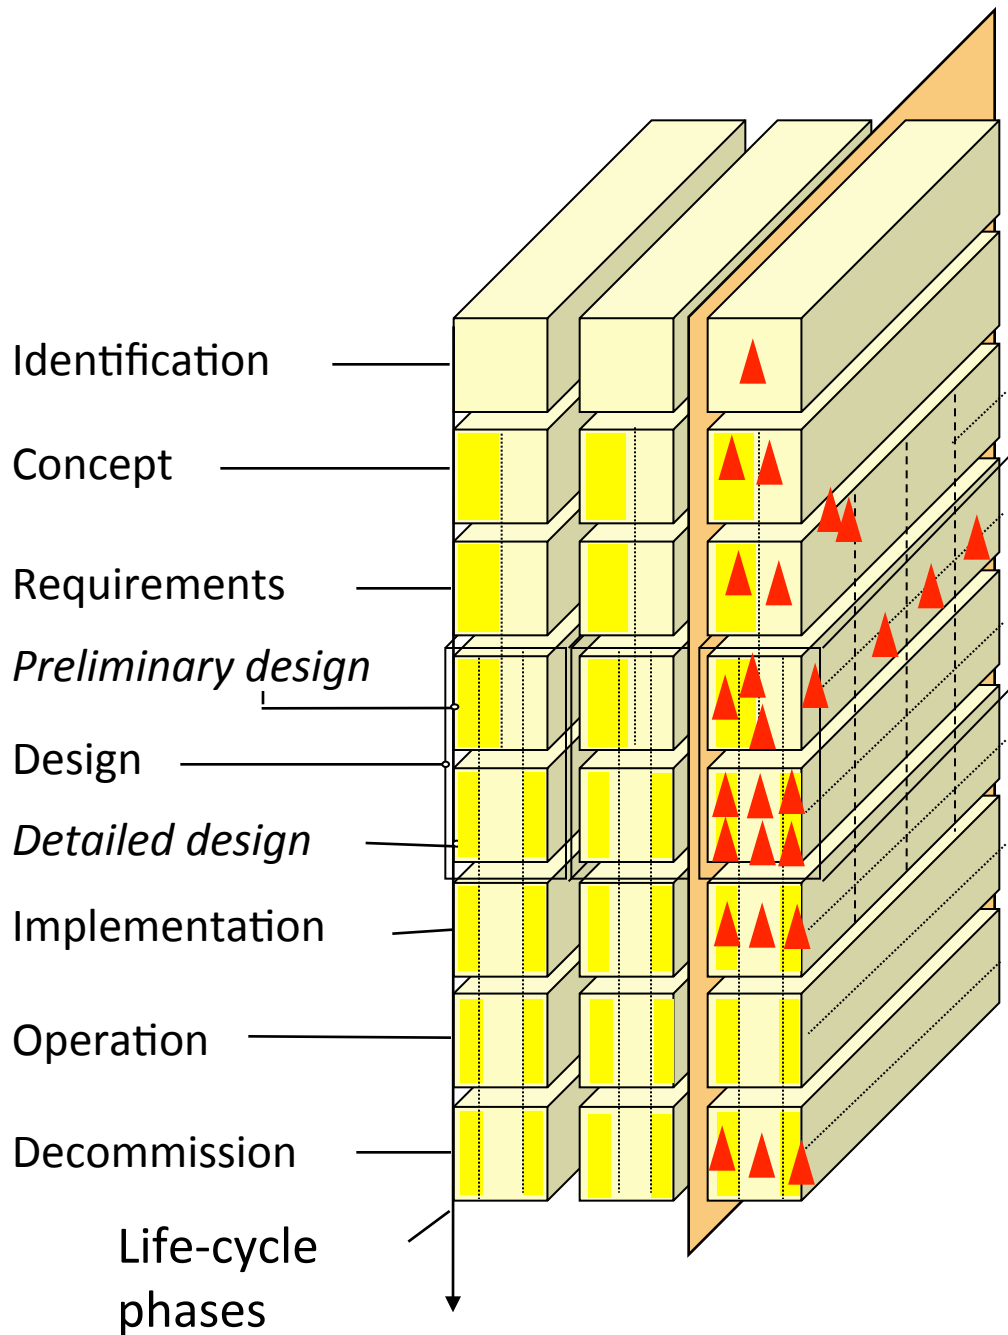 Identification
Concept
Requirements
Preliminary design
Design
Detailed design
Implementation
Operation
Decommission
Life-cycle
phases